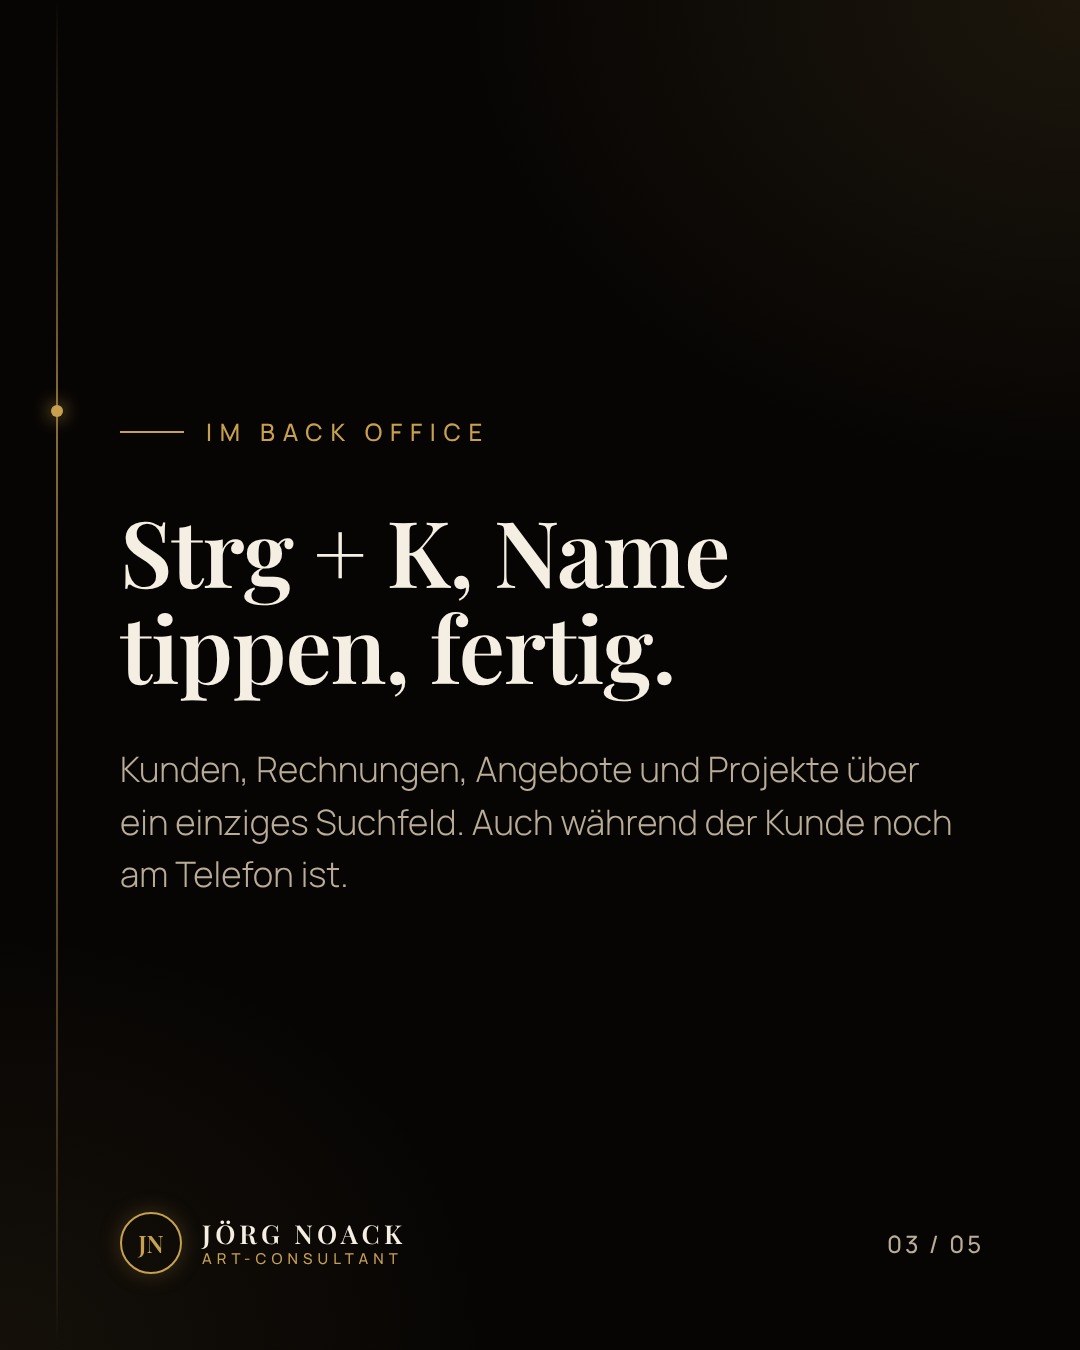 IM BACK OFFICE
Strg + K, Name
tippen, fertig.
Kunden, Rechnungen, Angebote und Projekte über
ein einziges Suchfeld. Auch während der Kunde noch
am Telefon ist.
JN
JÖRG NOACK
ART-CONSULTANT
03 / 05